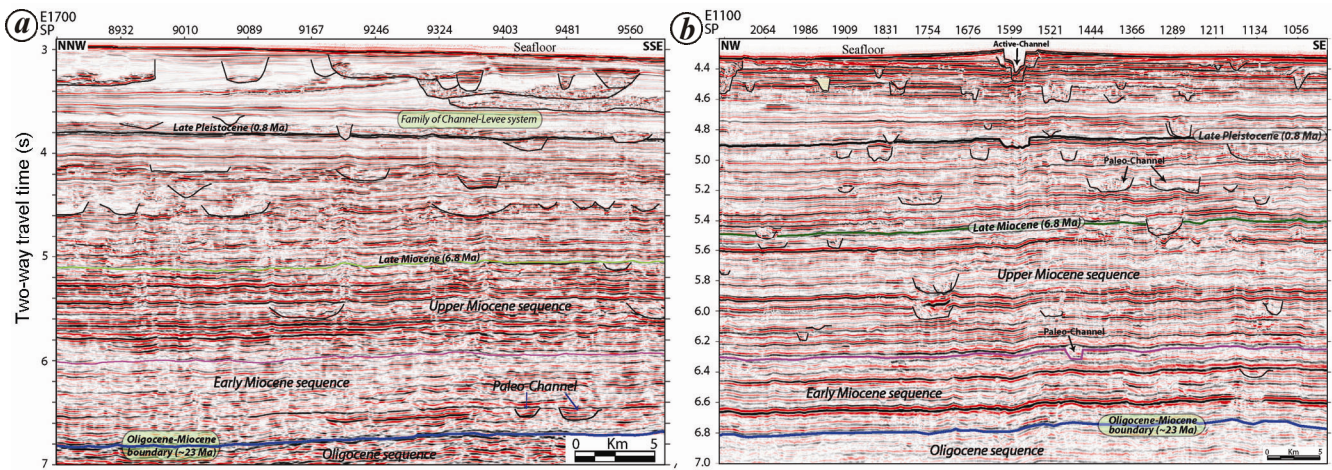 a
E1700
SP 8932 9010 9089 9167 9246 9324 9403 9481 9560
NNW SSE
Seafloor
3
Family of Channel-Levee system
Late Pleistocene (0.8 Ma)
4
Late Miocene (6.8 Ma)
5
Upper Miocene sequence
6
Early Miocene sequence
Paleo-Channel
Oligocene-Miocene
boundary (~23 Ma)
Oligocene sequence
0 Km 5
7
Two-way travel time (s)
b
E1100
SP 2064 1986 1909 1831 1754 1676 1599 1521 1444 1366 1289 1211 1134 1056
NW SE
Active-Channel
Seafloor
4.4
4.6
4.8
Late Pleistocene (0.8 Ma)
5.0
Paleo-Channel
5.2
5.4
Late Miocene (6.8 Ma)
5.6
Upper Miocene sequence
5.8
6.0
Paleo-Channel
6.2
6.4
Early Miocene sequence
6.6
Oligocene-Miocene
boundary (~23 Ma)
6.8
Oligocene sequence
0 Km 5
7.0